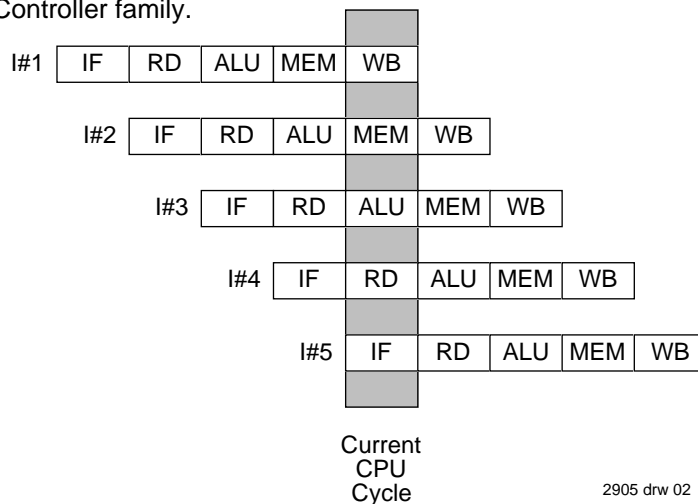 Controller family.
I#1 IF RD ALU MEM WB
I#2 IF RD ALU MEM WB
I#3 IF RD ALU MEM WB
I#4 IF RD ALU MEM WB
I#5 IF RD ALU MEM WB
Current
CPU
Cycle
2905 drw 02